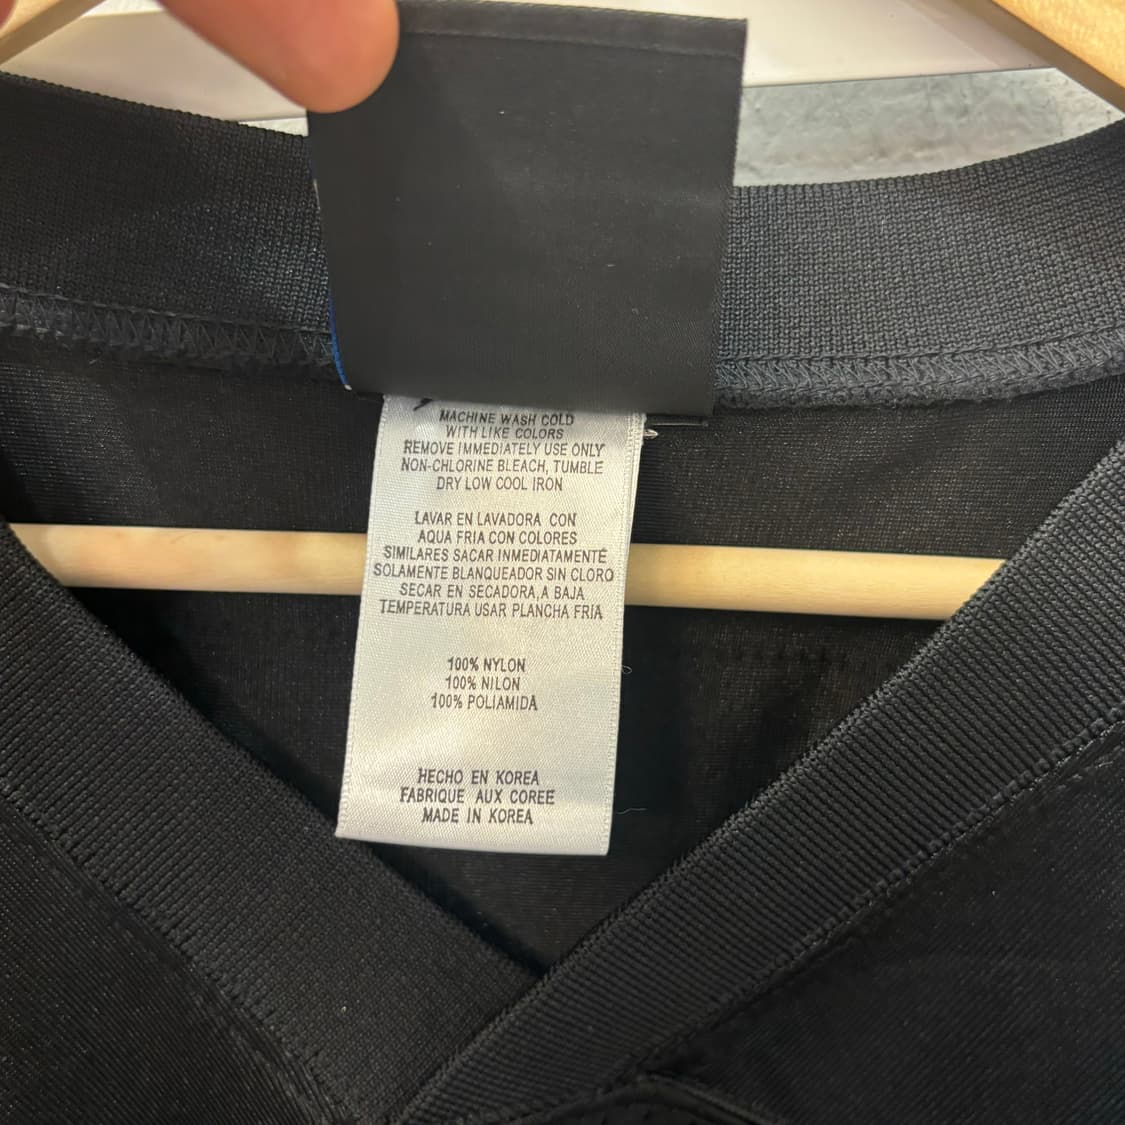 MACHINE WASH COLD
WITH LIKE COLORS
REMOVE IMMEDIATELY USE ONLY
NON-CHLORINE BLEACH, TUMBLE
DRY LOW COOL IRON
LAVAR EN LAVADORA CON
AQUA FRIA CON COLORES
SIMILARES SACAR INMEDIATAMENTE
SOLAMENTE BLANQUEADOR SIN CLORO
SECAR EN SECADORA,A BAJA
TEMPERATURA USAR PLANCHA FRIA
100% NYLON
100% NILON
100% POLIAMIDA
HECHO EN KOREA
FABRIQUE AUX COREE
MADE IN KOREA